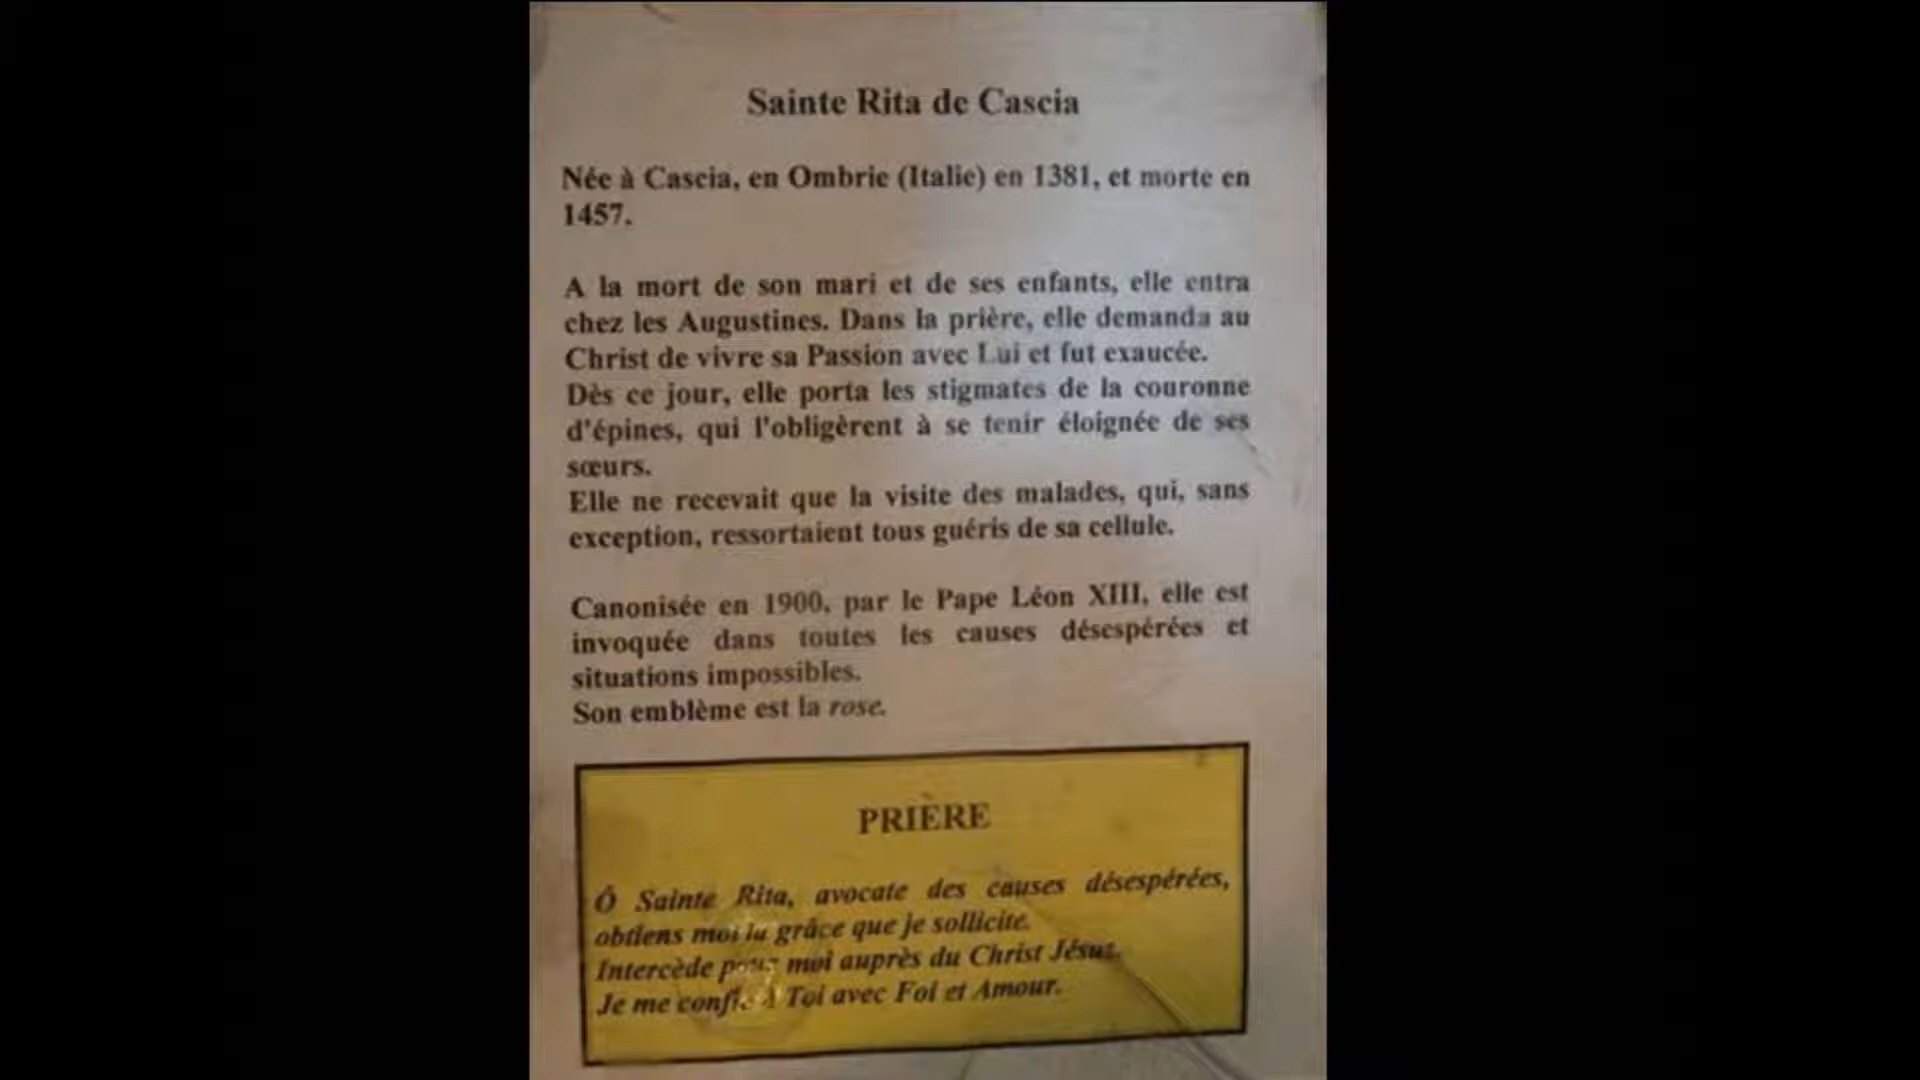 Sainte Rita de Cascia
Née à Cascia, en Ombrie (Italie) en 1381, et morte en
1457.
A la mort de son mari et de ses enfants, elle entra
chez les Augustines. Dans la prière, elle demanda au
Christ de vivre sa Passion avec Lui et fut exaucée.
Dès ce jour, elle porta les stigmates de la couronne
d'épines, qui l'obligèrent à se tenir éloignée de ses
sœurs.
Elle ne recevait que la visite des malades, qui, sans
exception, ressortaient tous guéris de sa cellule.
Canonisée en 1900, par le Pape Léon XIII, elle est
invoquée dans toutes les causes désespérées et
situations impossibles.
Son emblème est la rose.
PRIÈRE
Ô Sainte Rita, avocate des causes désespérées,
obtiens moi la grâce que je sollicite.
Intercède pour moi auprès du Christ Jésus.
Je me confie à Toi avec Foi et Amour.